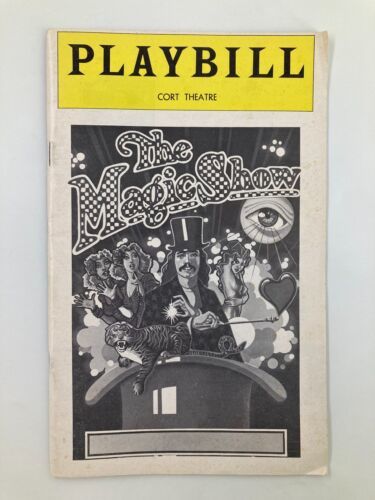 PLAYBILL
CORT THEATRE
The
Magic Show